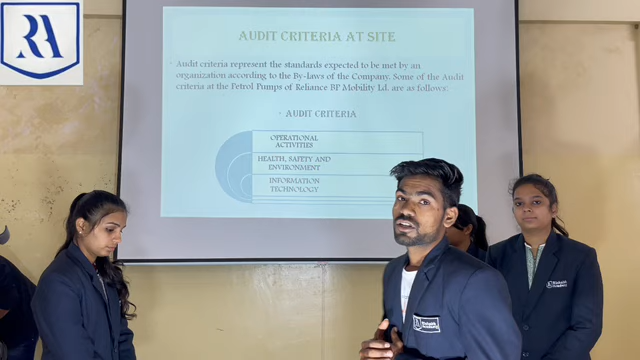 RA
AUDIT CRITERIA AT SITE
• Audit criteria represent the standards expected to be met by an
organization according to the By-laws of the Company. Some of the Audit
criteria at the Petrol Pumps of Reliance BP Mobility Ld. are as follows:
• AUDIT CRITERIA
OPERATIONAL
ACTIVITIES
HEALTH, SAFETY AND
ENVIRONMENT
INFORMATION
TECHNOLOGY